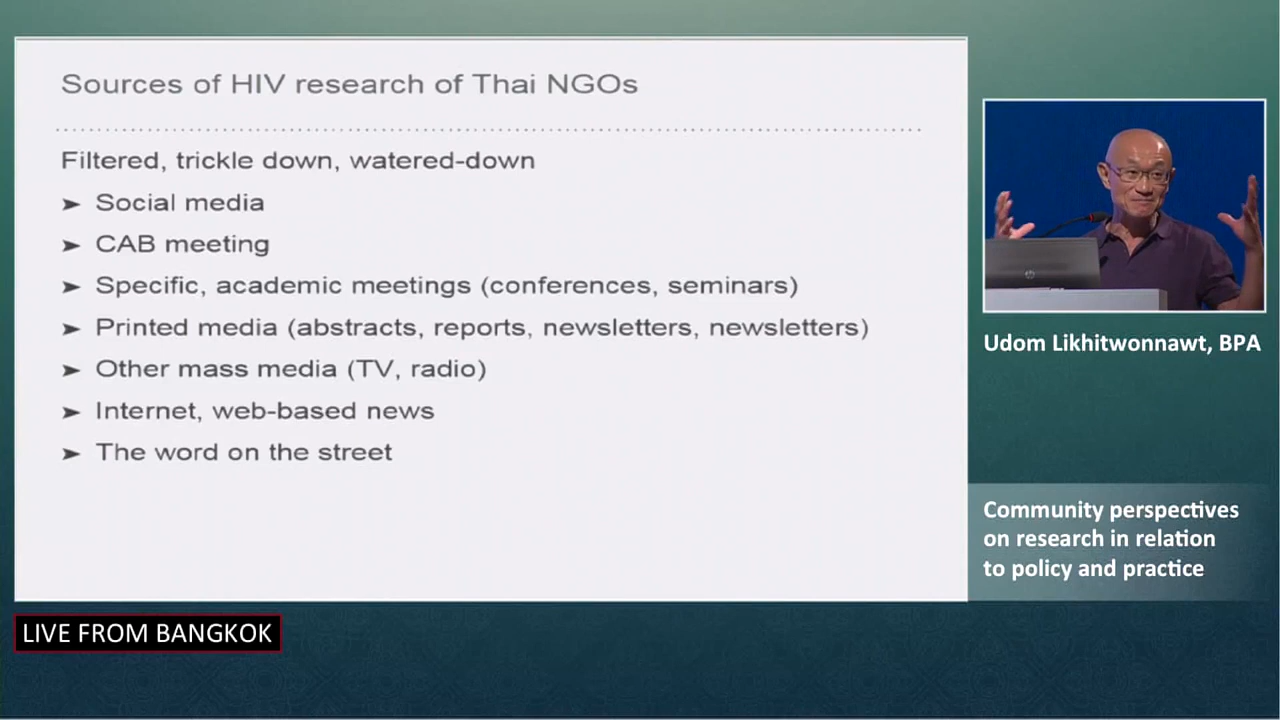 Sources of HIV research of Thai NGOs
Filtered, trickle down, watered-down
➤ Social media
➤ CAB meeting
➤ Specific, academic meetings (conferences, seminars)
➤ Printed media (abstracts, reports, newsletters, newsletters)
➤ Other mass media (TV, radio)
➤ Internet, web-based news
➤ The word on the street
Udom Likhitwonnawt, BPA
Community perspectives
on research in relation
to policy and practice
LIVE FROM BANGKOK